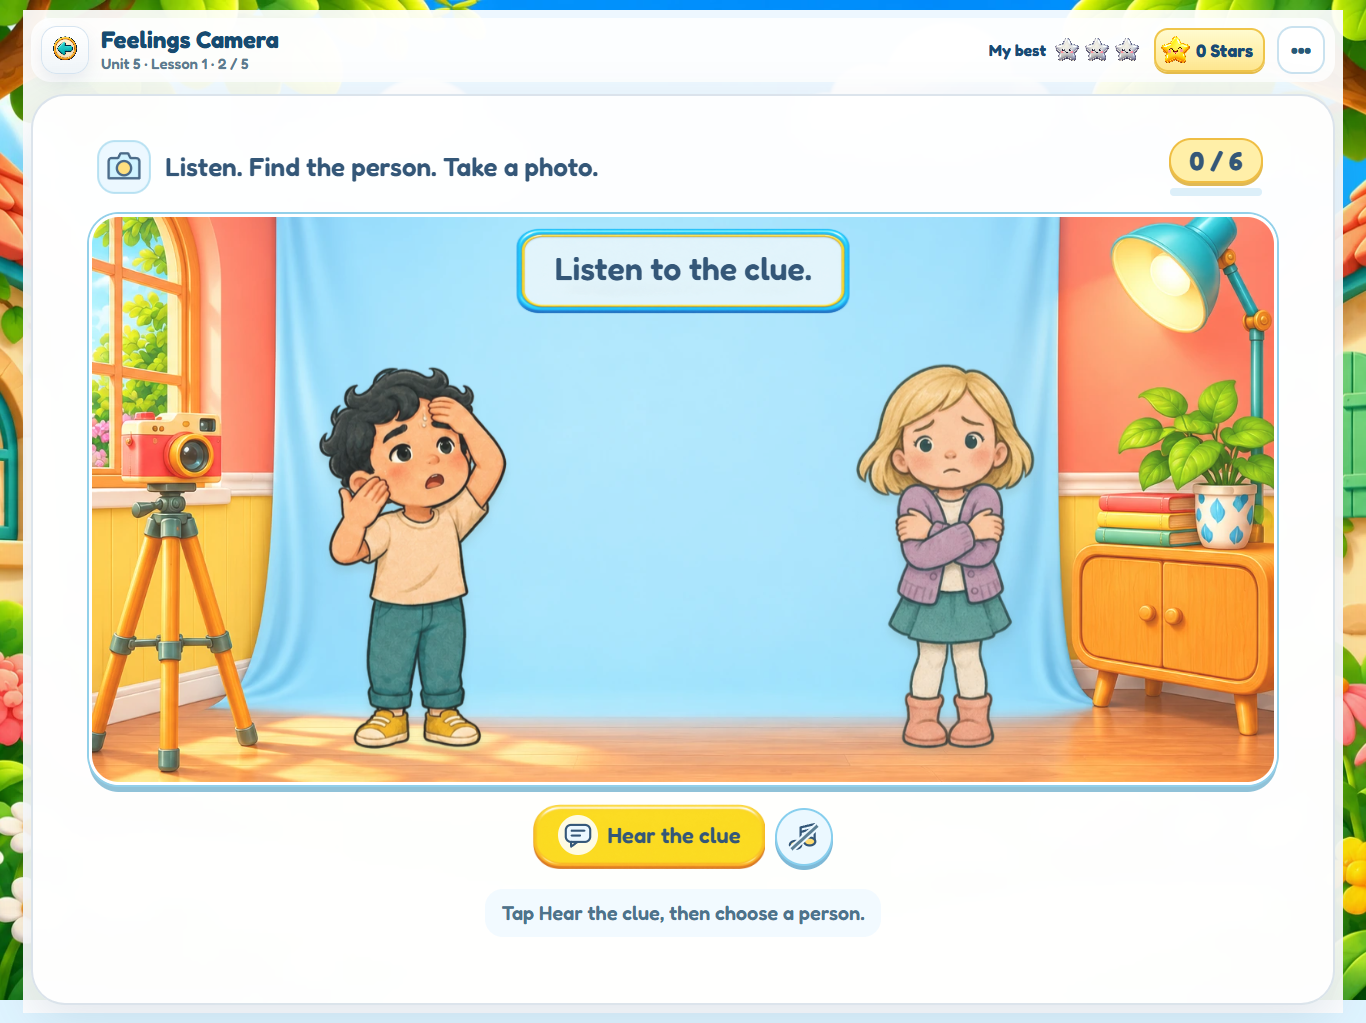 Feelings Camera
Unit 5 · Lesson 1 · 2 / 5
My best
0 Stars
Listen. Find the person. Take a photo.
0 / 6
Listen to the clue.
Hear the clue
Tap Hear the clue, then choose a person.